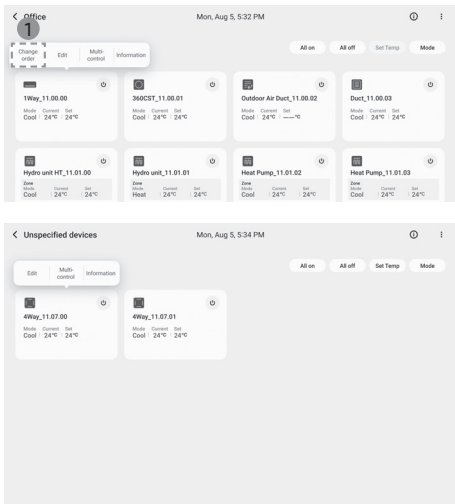 Office
Mon, Aug 5, 5:32 PM
1
Change order
Edit
Multi-control
Information
All on
All off
Set Temp
Mode
1Way_11.00.00
Mode Current Set
Cool 24°C 24°C
360CST_11.00.01
Mode Current Set
Cool 24°C 24°C
Outdoor Air Duct_11.00.02
Mode Current Set
Cool 24°C ——°C
Duct_11.00.03
Mode Current Set
Cool 24°C 24°C
Hydro unit HT_11.01.00
Zone
Mode Current Set
Cool 24°C 24°C
Hydro unit_11.01.01
Zone
Mode Current Set
Heat 24°C 24°C
Heat Pump_11.01.02
Zone
Mode Current Set
Cool 24°C 24°C
Heat Pump_11.01.03
Zone
Mode Current Set
Cool 24°C 24°C
Unspecified devices
Mon, Aug 5, 5:34 PM
Edit
Multi-control
Information
All on
All off
Set Temp
Mode
4Way_11.07.00
Mode Current Set
Cool 24°C 24°C
4Way_11.07.01
Mode Current Set
Cool 24°C 24°C